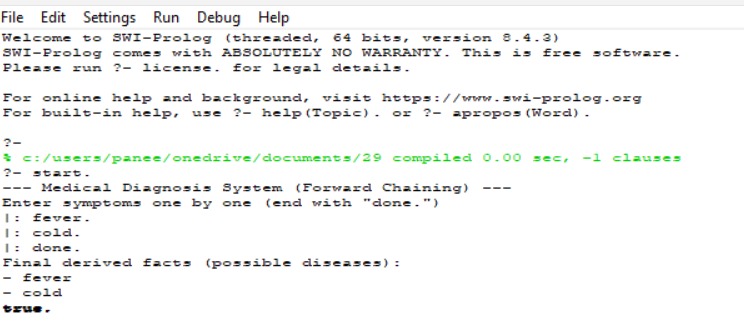 File Edit Settings Run Debug Help
Welcome to SWI-Prolog (threaded, 64 bits, version 8.4.3)
SWI-Prolog comes with ABSOLUTELY NO WARRANTY. This is free software.
Please run ?- license. for legal details.
For online help and background, visit https://www.swi-prolog.org
For built-in help, use ?- help(Topic). or ?- apropos(Word).
?-
% c:/users/panee/onedrive/documents/29 compiled 0.00 sec, -1 clauses
?- start.
--- Medical Diagnosis System (Forward Chaining) ---
Enter symptoms one by one (end with "done.")
|: fever.
|: cold.
|: done.
Final derived facts (possible diseases):
- fever
- cold
true.